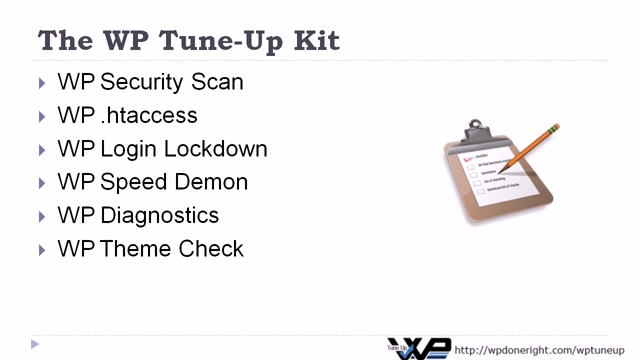 The WP Tune-Up Kit
WP Security Scan
WP .htaccess
WP Login Lockdown
WP Speed Demon
WP Diagnostics
WP Theme Check
Tune Up
WP
http://wpdoneright.com/wptuneup